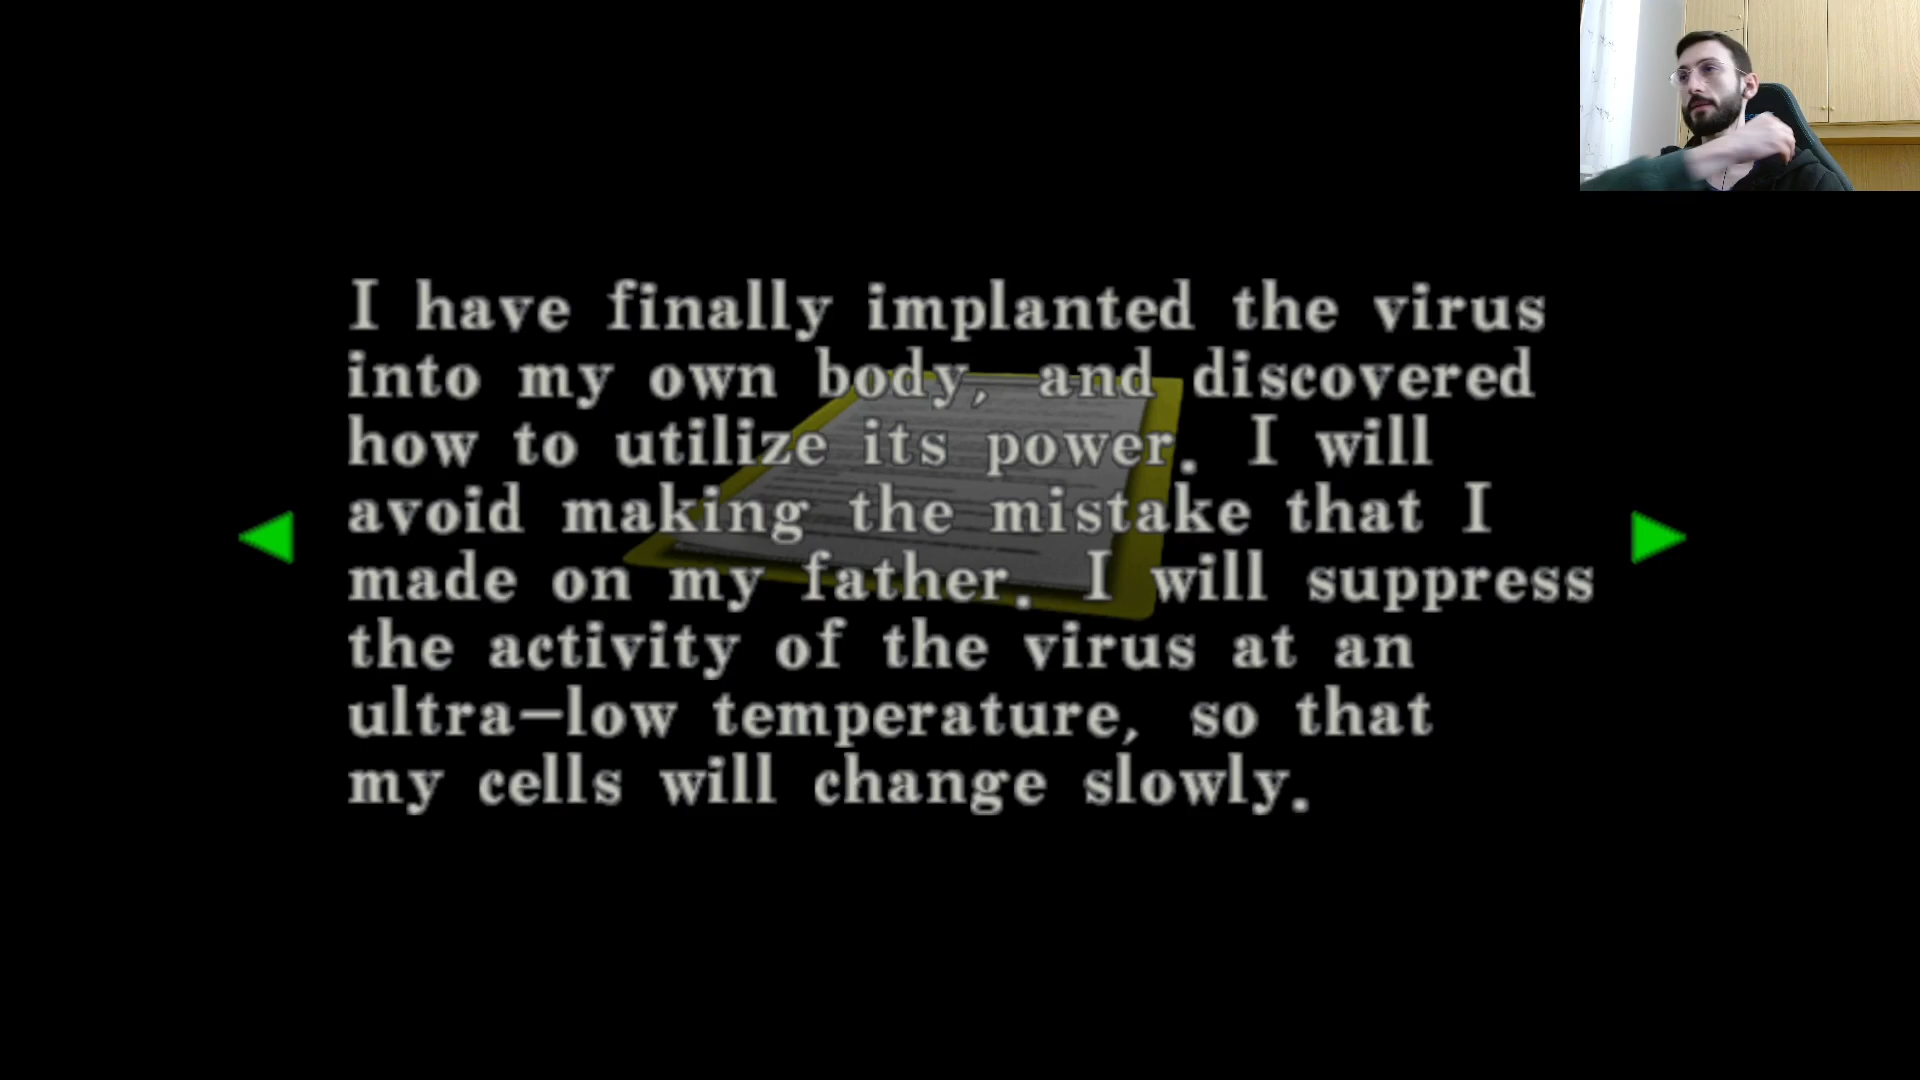 I have finally implanted the virus
into my own body, and discovered
how to utilize its power. I will
avoid making the mistake that I
made on my father. I will suppress
the activity of the virus at an
ultra-low temperature, so that
my cells will change slowly.